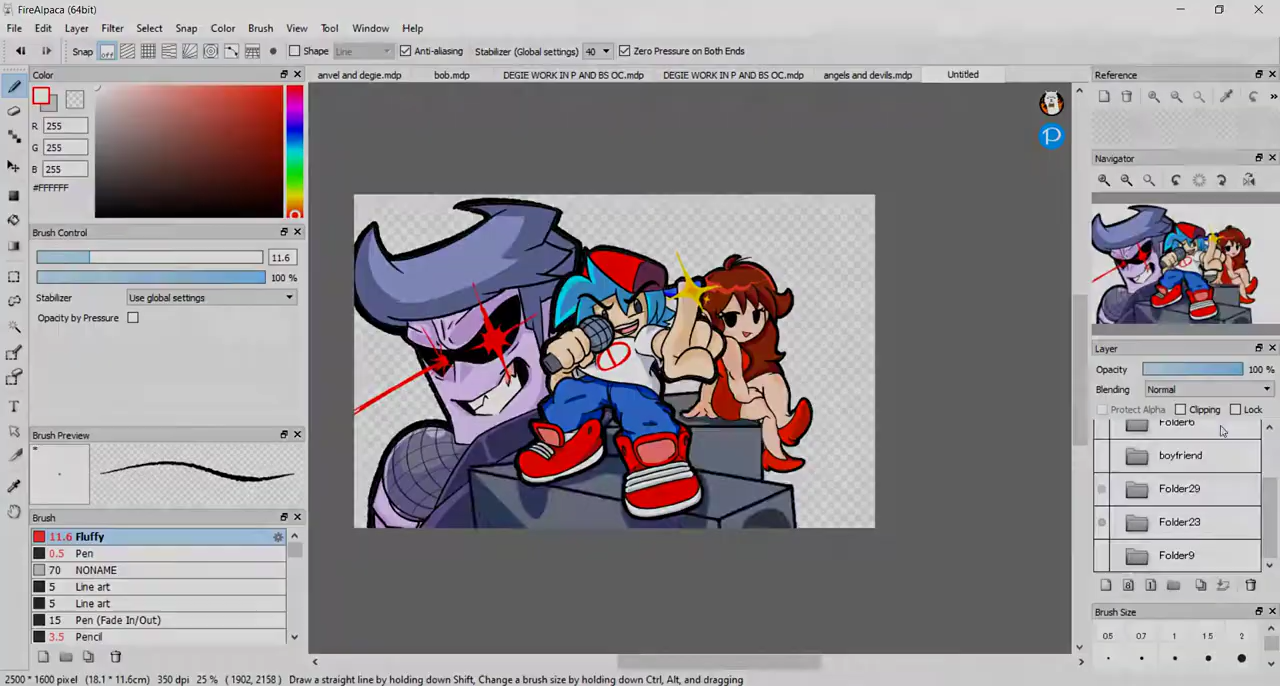 FireAlpaca (64bit)
File Edit Layer Filter Select Snap Color Brush View Tool Window Help
Snap off Shape Line Anti-aliasing Stabilizer (Global settings) 40 Zero Pressure on Both Ends
Color
R 255
G 255
B 255
#FFFFFF
Brush Control
11.6
100 %
Stabilizer Use global settings
Opacity by Pressure
Brush Preview
Brush
11.6 Fluffy
0.5 Pen
70 NONAME
5 Line art
5 Line art
15 Pen (Fade In/Out)
3.5 Pencil
anvel and degie.mdp bob.mdp DEGIE WORK IN P AND BS OC.mdp DEGIE WORK IN P AND BS OC.mdp angels and devils.mdp Untitled
Reference
Navigator
Layer
Opacity 100 %
Blending Normal
Protect Alpha Clipping Lock
Folder6
boyfriend
Folder29
Folder23
Folder9
Brush Size
0.5 0.7 1 1.5 2
2500 * 1600 pixel (18.1 * 11.6cm) 350 dpi 25 % (1902, 2158) Draw a straight line by holding down Shift, Change a brush size by holding down Ctrl, Alt, and dragging